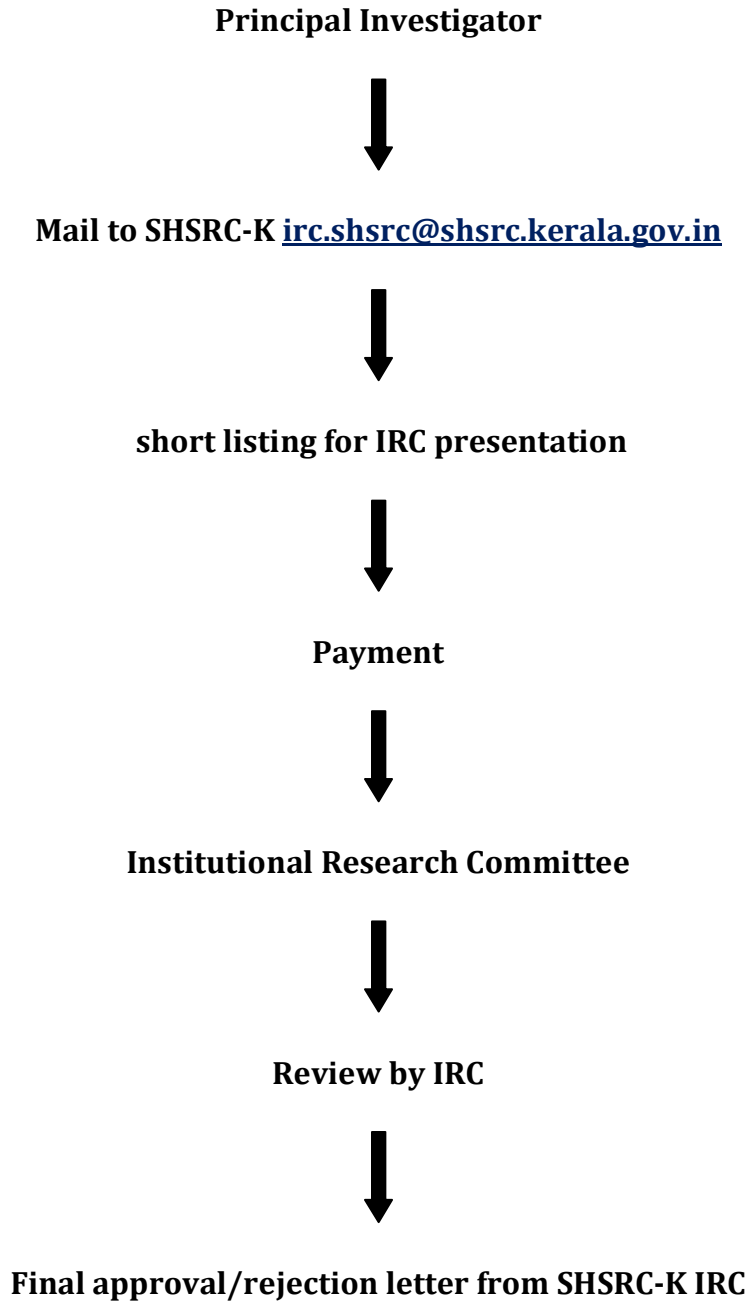 Principal Investigator
Mail to SHSRC-K irc.shsrc@shsrc.kerala.gov.in
short listing for IRC presentation
Payment
Institutional Research Committee
Review by IRC
Final approval/rejection letter from SHSRC-K IRC